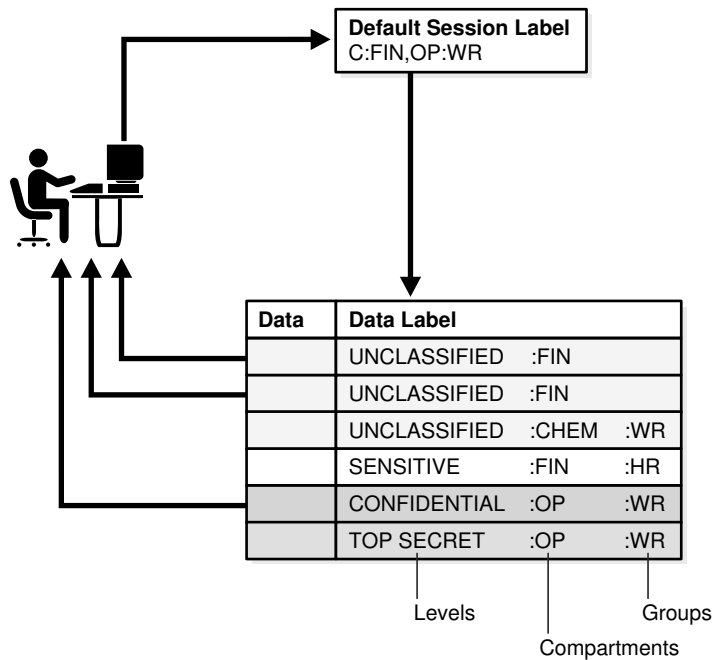 Default Session Label
C:FIN,OP:WR
Data Data Label
UNCLASSIFIED :FIN
UNCLASSIFIED :FIN
UNCLASSIFIED :CHEM :WR
SENSITIVE :FIN :HR
CONFIDENTIAL :OP :WR
TOP SECRET :OP :WR
Levels Groups
Compartments